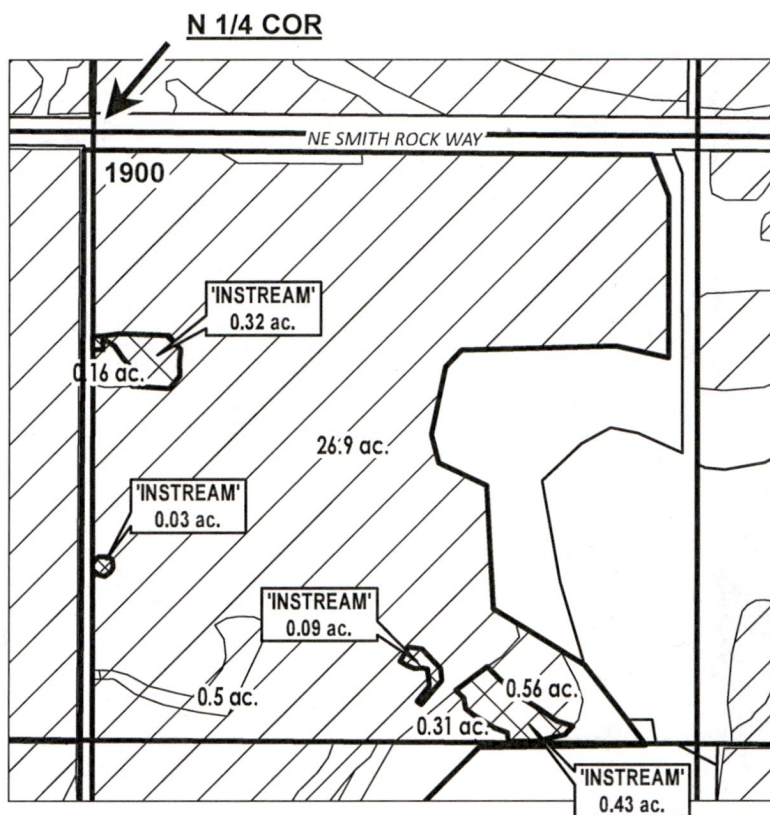 N 1/4 COR
NE SMITH ROCK WAY
1900
'INSTREAM'
0.32 ac.
0.16 ac.
26.9 ac.
'INSTREAM'
0.03 ac.
'INSTREAM'
0.09 ac.
0.5 ac.
0.56 ac.
0.31 ac.
'INSTREAM'
0.43 ac.